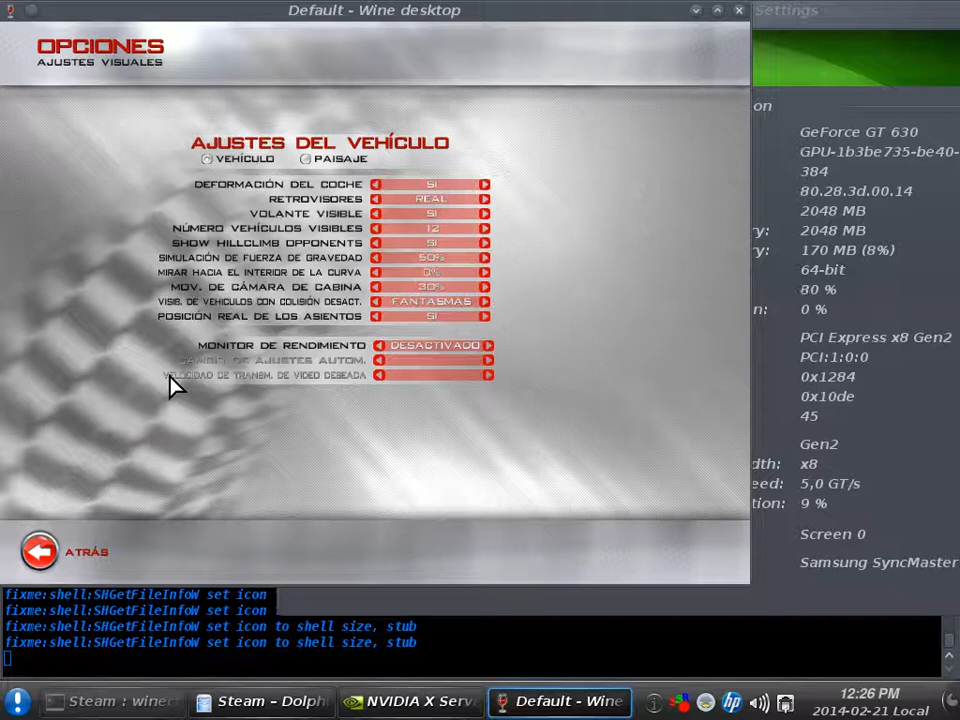 Default - Wine desktop
Settings
OPCIONES
AJUSTES VISUALES
AJUSTES DEL VEHÍCULO
VEHÍCULO PAISAJE
DEFORMACIÓN DEL COCHE SI
RETROVISORES REAL
VOLANTE VISIBLE SI
NÚMERO VEHÍCULOS VISIBLES 12
SHOW HILLCLIMB OPPONENTS SI
SIMULACIÓN DE FUERZA DE GRAVEDAD 50%
MIRAR HACIA EL INTERIOR DE LA CURVA 0%
MOV. DE CÁMARA DE CABINA 30%
VISIB. DE VEHICULOS CON COLISIÓN DESACT. FANTASMAS
POSICIÓN REAL DE LOS ASIENTOS SI
MONITOR DE RENDIMIENTO DESACTIVADO
CAMBIO DE AJUSTES AUTOM.
VELOCIDAD DE TRANSM. DE VIDEO DESEADA
ATRÁS
on
GeForce GT 630
GPU-1b3be735-be40-
384
80.28.3d.00.14
2048 MB
ry: 2048 MB
ry: 170 MB (8%)
64-bit
80 %
n: 0 %
PCI Express x8 Gen2
PCI:1:0:0
0x1284
0x10de
45
Gen2
dth: x8
eed: 5,0 GT/s
tion: 9 %
Screen 0
Samsung SyncMaster
fixme:shell:SHGetFileInfoW set icon
fixme:shell:SHGetFileInfoW set icon
fixme:shell:SHGetFileInfoW set icon to shell size, stub
fixme:shell:SHGetFileInfoW set icon to shell size, stub
Steam : winec
Steam – Dolph
NVIDIA X Serve
Default - Wine
hp
12:26 PM
2014-02-21 Local